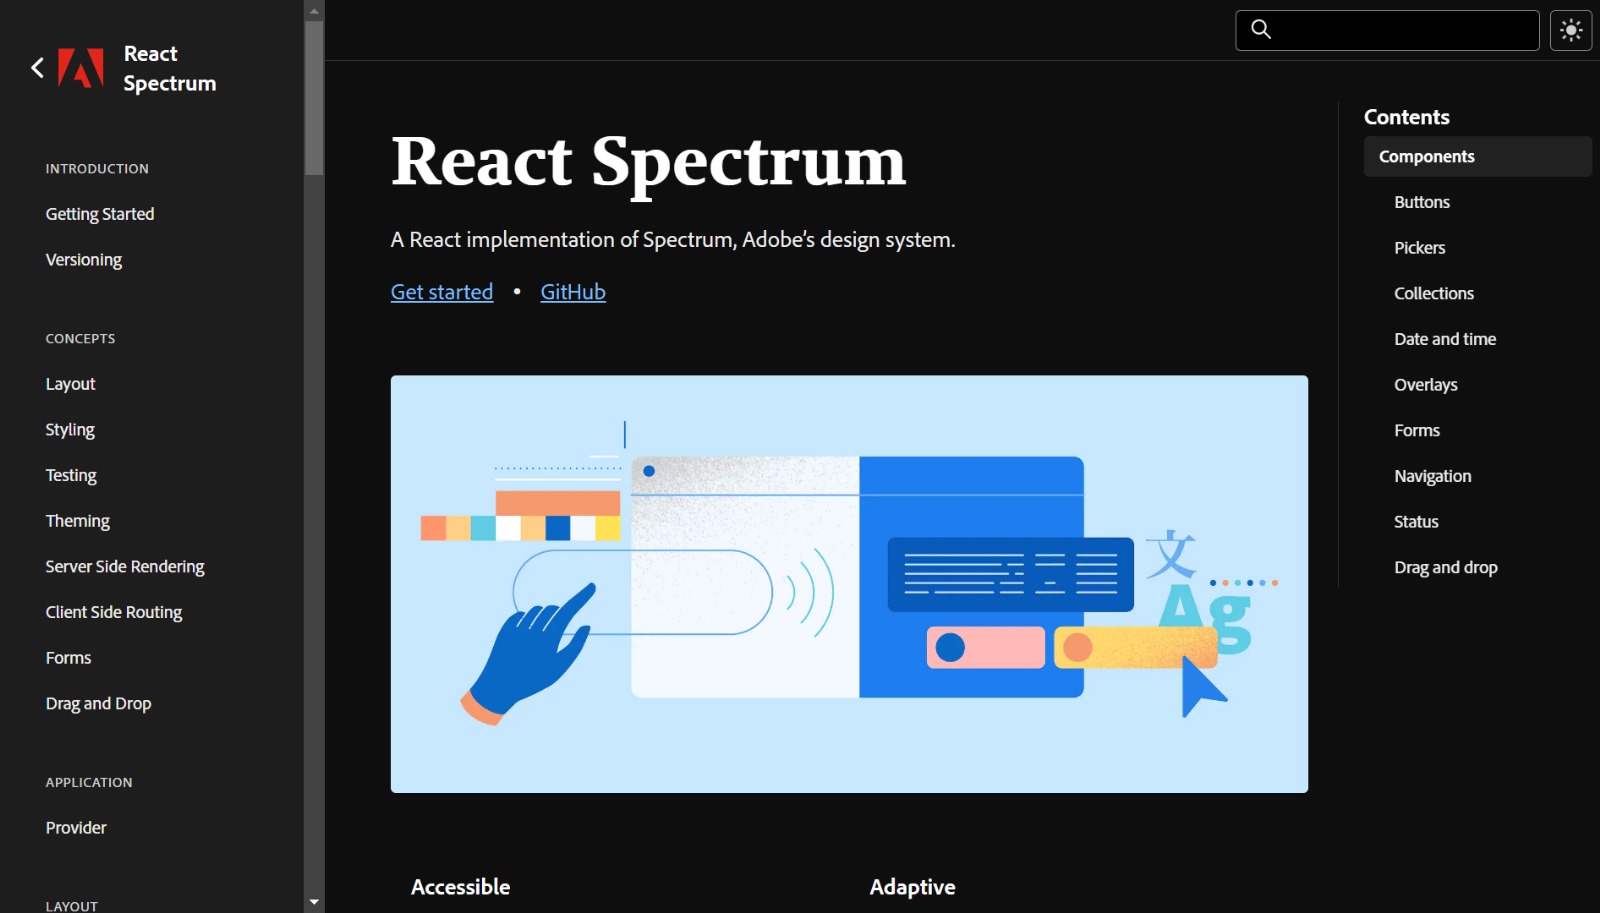 React
Spectrum
INTRODUCTION
Getting Started
Versioning
CONCEPTS
Layout
Styling
Testing
Theming
Server Side Rendering
Client Side Routing
Forms
Drag and Drop
APPLICATION
Provider
LAYOUT
React Spectrum
A React implementation of Spectrum, Adobe’s design system.
Get started • GitHub
文
Ag
Accessible
Adaptive
Contents
Components
Buttons
Pickers
Collections
Date and time
Overlays
Forms
Navigation
Status
Drag and drop